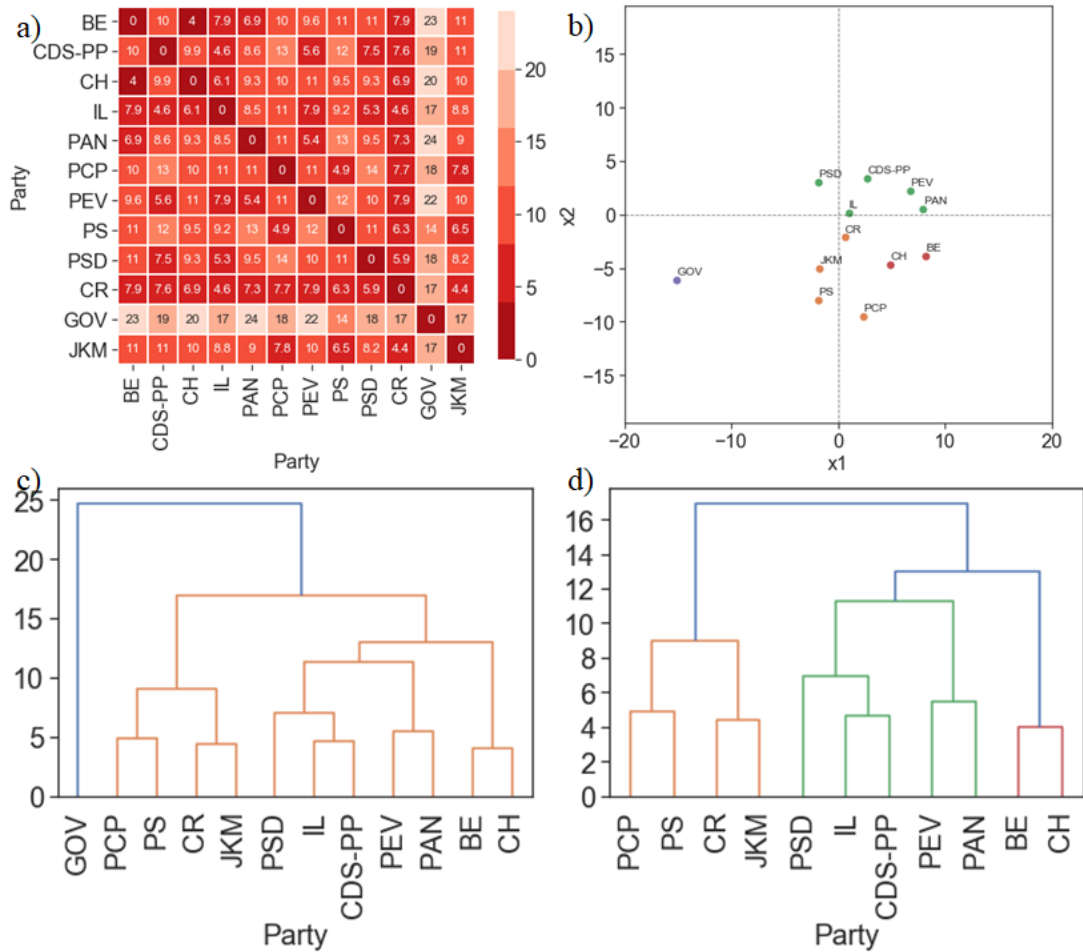 a)
BE 0 10 4 7.9 6.9 10 9.6 11 11 7.9 23 11
CDS-PP 10 0 9.9 4.6 8.6 13 5.6 12 7.5 7.6 19 11
CH 4 9.9 0 6.1 9.3 10 11 9.5 9.3 6.9 20 10
IL 7.9 4.6 6.1 0 8.5 11 7.9 9.2 5.3 4.6 17 8.8
PAN 6.9 8.6 9.3 8.5 0 11 5.4 13 9.5 7.3 24 9
PCP 10 13 10 11 11 0 11 4.9 14 7.7 18 7.8
PEV 9.6 5.6 11 7.9 5.4 11 0 12 10 7.9 22 10
PS 11 12 9.5 9.2 13 4.9 12 0 11 6.3 14 6.5
PSD 11 7.5 9.3 5.3 9.5 14 10 11 0 5.9 18 8.2
CR 7.9 7.6 6.9 4.6 7.3 7.7 7.9 6.3 5.9 0 17 4.4
GOV 23 19 20 17 24 18 22 14 18 17 0 17
JKM 11 11 10 8.8 9 7.8 10 6.5 8.2 4.4 17 0
BE CDS-PP CH IL PAN PCP PEV PS PSD CR GOV JKM
Party
Party
20
15
10
5
0
b)
15
10
5
0
−5
−10
−15
x2
PSD
CDS-PP
PEV
IL
PAN
CR
BE
CH
JKM
GOV
PS
PCP
−20 −10 0 10 20
x1
c)
25
20
15
10
5
0
GOV PCP PS CR JKM PSD IL CDS-PP PEV PAN BE CH
Party
d)
16
14
12
10
8
6
4
2
0
PCP PS CR JKM PSD IL CDS-PP PEV PAN BE CH
Party